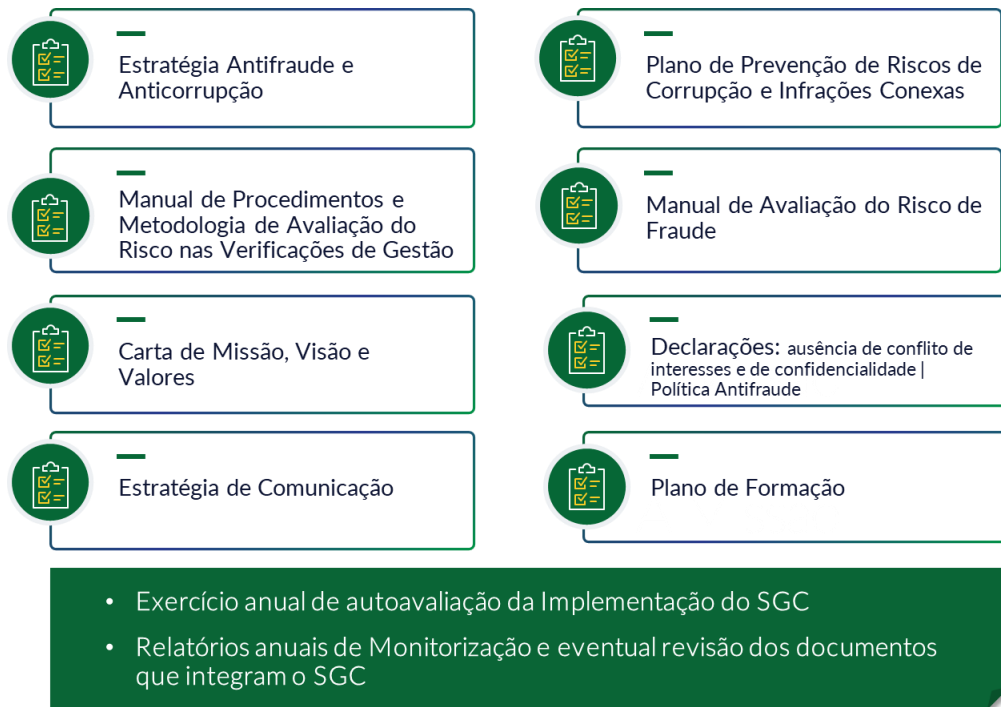 Estratégia Antifraude e
Anticorrupção
Plano de Prevenção de Riscos de
Corrupção e Infrações Conexas
Manual de Procedimentos e
Metodologia de Avaliação do
Risco nas Verificações de Gestão
Manual de Avaliação do Risco de
Fraude
Carta de Missão, Visão e
Valores
Declarações: ausência de conflito de
interesses e de confidencialidade |
Política Antifraude
Estratégia de Comunicação
Plano de Formação
• Exercício anual de autoavaliação da Implementação do SGC
• Relatórios anuais de Monitorização e eventual revisão dos documentos
que integram o SGC